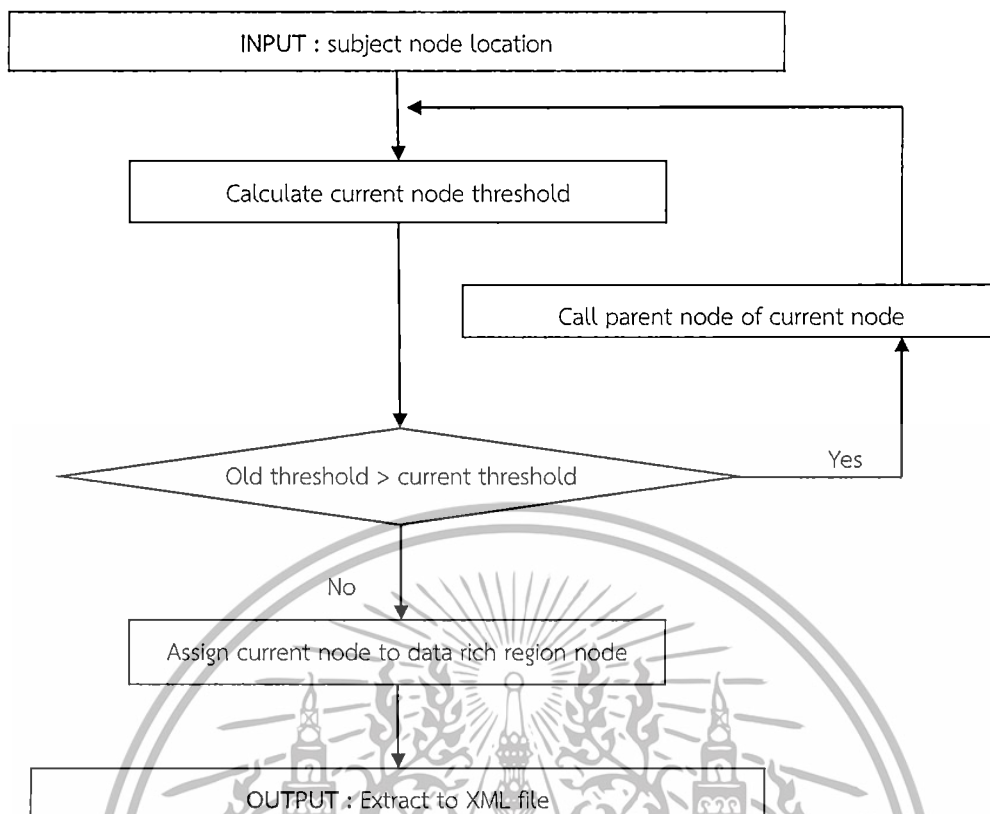 INPUT : subject node location
Calculate current node threshold
Call parent node of current node
Old threshold > current threshold
Yes
No
Assign current node to data rich region node
OUTPUT : Extract to XML file